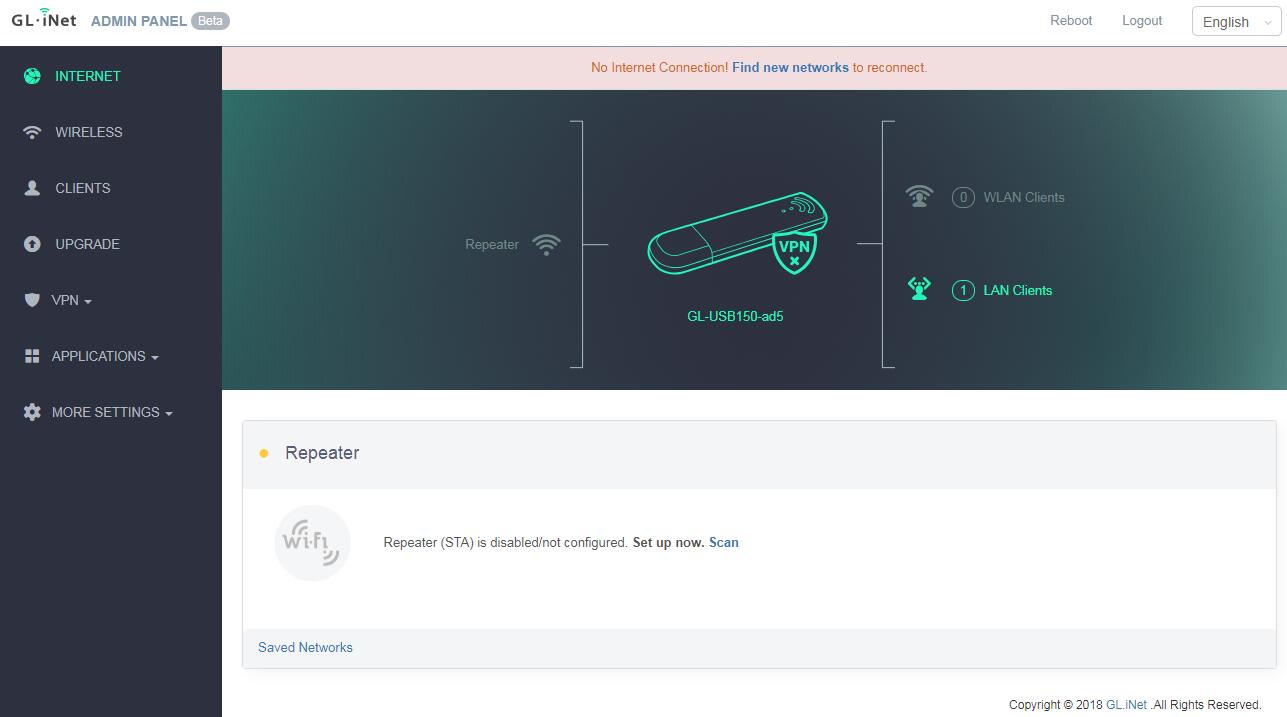 GL·iNet ADMIN PANEL Beta Reboot Logout English
INTERNET
WIRELESS
CLIENTS
UPGRADE
VPN
APPLICATIONS
MORE SETTINGS
No Internet Connection! Find new networks to reconnect.
Repeater
VPN
GL-USB150-ad5
0 WLAN Clients
1 LAN Clients
Repeater
Wi-Fi
Repeater (STA) is disabled/not configured. Set up now. Scan
Saved Networks
Copyright © 2018 GL.iNet .All Rights Reserved.